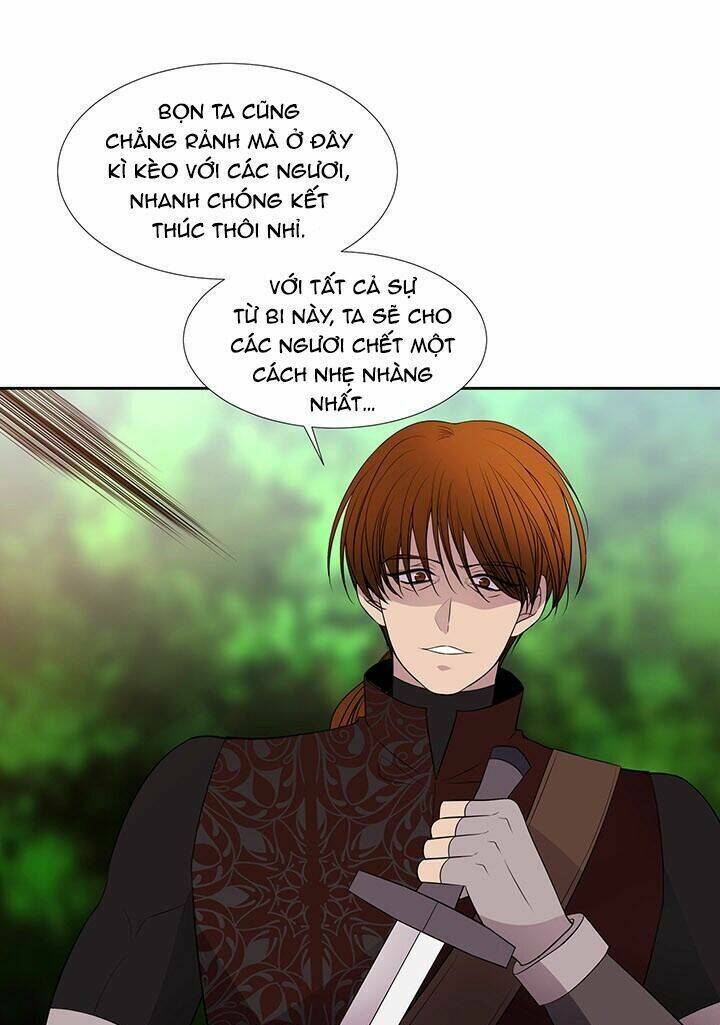 BỌN TA CŨNG
CHẲNG RẢNH MÀ Ở ĐÂY
KÌ KÈO VỚI CÁC NGƯƠI,
NHANH CHÓNG KẾT
THÚC THÔI NHỈ.
VỚI TẤT CẢ SỰ
TỪ BI NÀY, TA SẼ CHO
CÁC NGƯƠI CHẾT MỘT
CÁCH NHẸ NHÀNG
NHẤT...